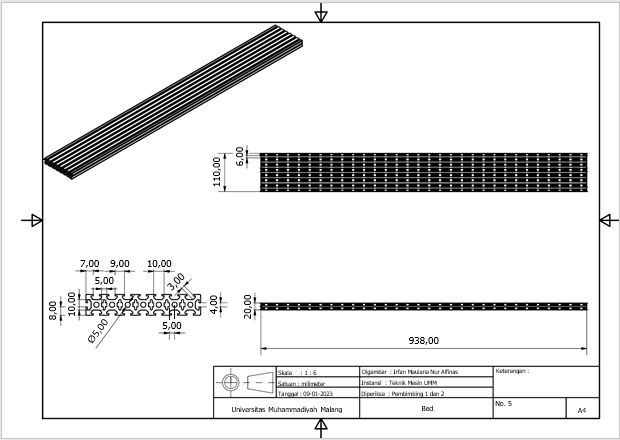 110,00
6,00
7,00
9,00
10,00
5,00
3,00
8,00
10,00
4,00
Ø5,00
5,00
20,00
938,00
Skala : 1 : 6
Satuan : milimeter
Tanggal : 09-01-2023
Digambar : Irfan Maulana Nur Alfiras
Instansi : Teknik Mesin UMM
Diperiksa : Pembimbing 1 dan 2
Keterangan :
Universitas Muhammadiyah Malang
Bed
No. 5
A4